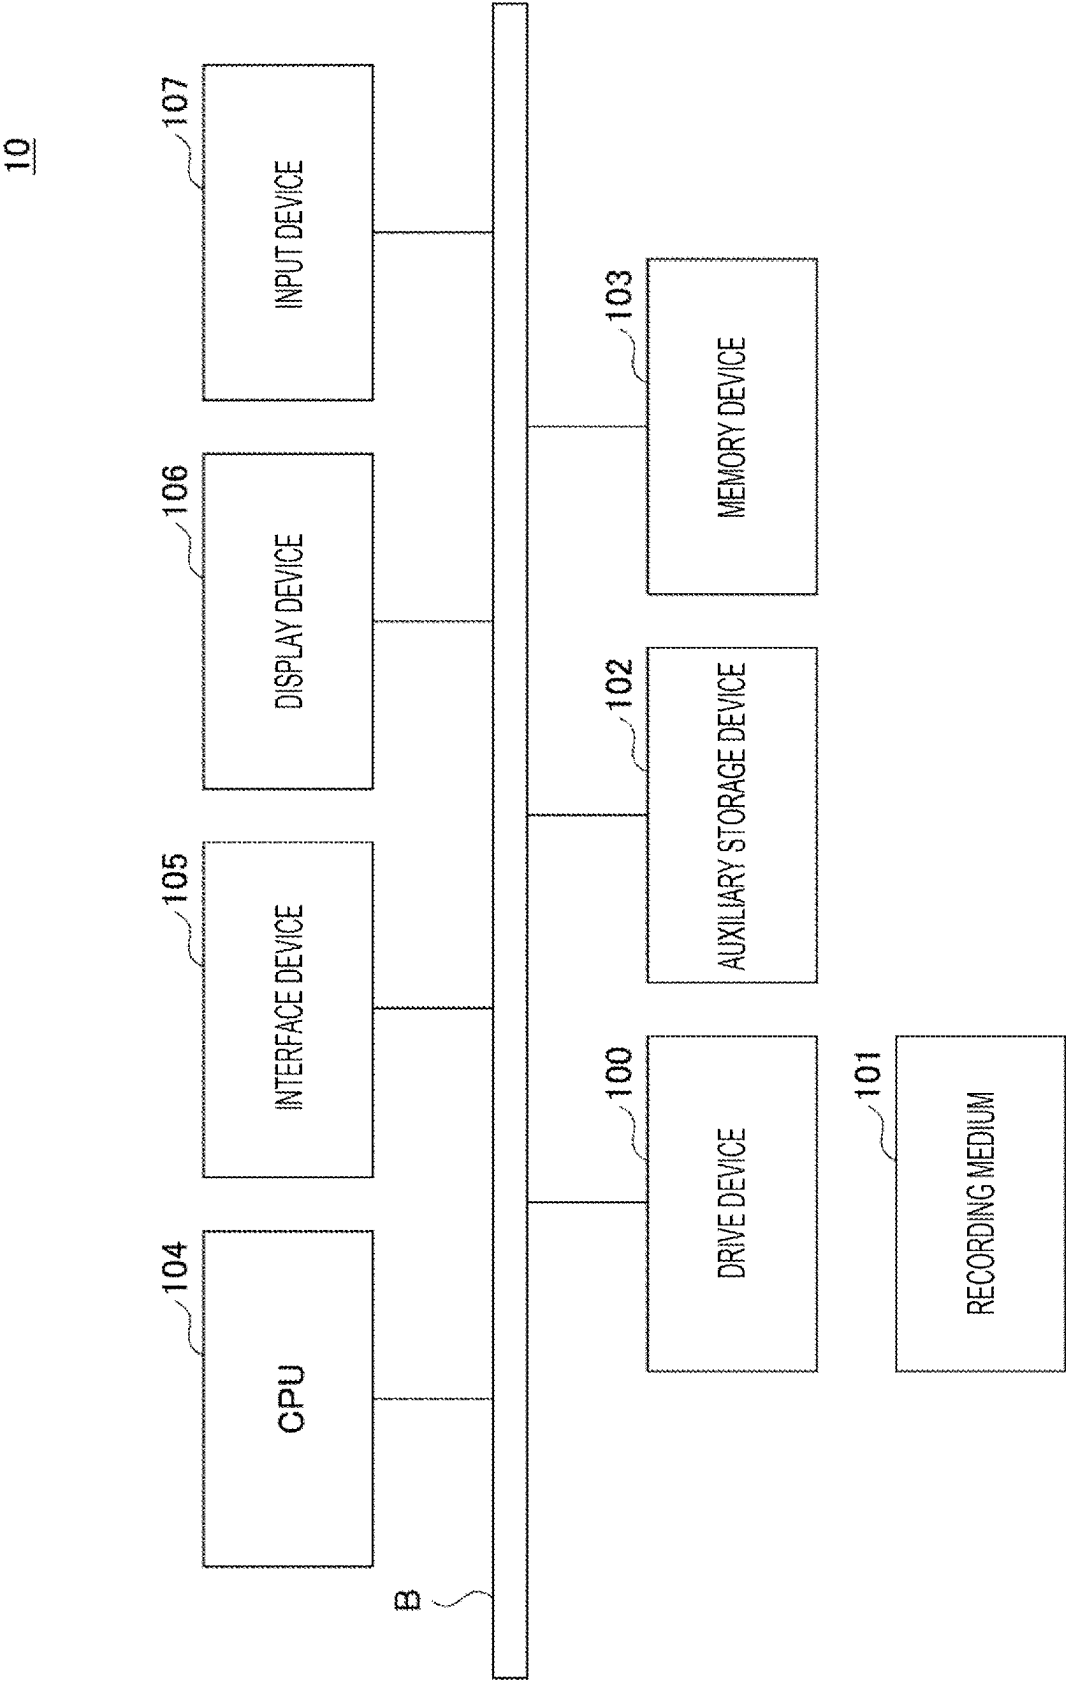 10
104
CPU
105
INTERFACE DEVICE
106
DISPLAY DEVICE
107
INPUT DEVICE
B
100
DRIVE DEVICE
102
AUXILIARY STORAGE DEVICE
103
MEMORY DEVICE
101
RECORDING MEDIUM